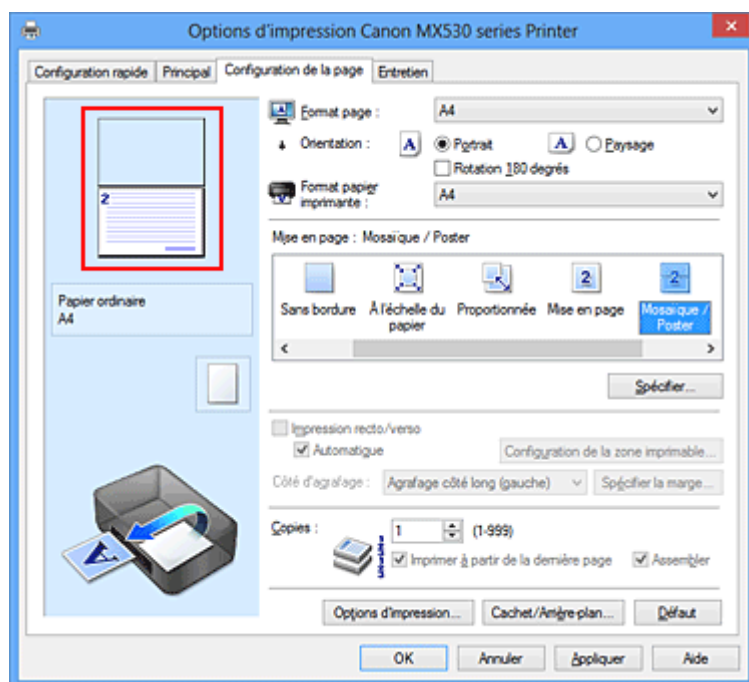 Options d'impression Canon MX530 series Printer
Configuration rapide Principal Configuration de la page Entretien
Format page : A4
Orientation : A Portrait A Paysage
Rotation 180 degrés
Format papier imprimante : A4
2
Mise en page : Mosaïque / Poster
2 2
Sans bordure À l'échelle du papier Proportionnée Mise en page Mosaïque / Poster
Papier ordinaire
A4
Spécifier...
Impression recto/verso
Automatique Configuration de la zone imprimable...
Côté d'agrafage : Agrafage côté long (gauche) Spécifier la marge...
Copies : 1 (1-999)
Imprimer à partir de la dernière page Assembler
A
Options d'impression... Cachet/Arrière-plan... Défaut
OK Annuler Appliquer Aide